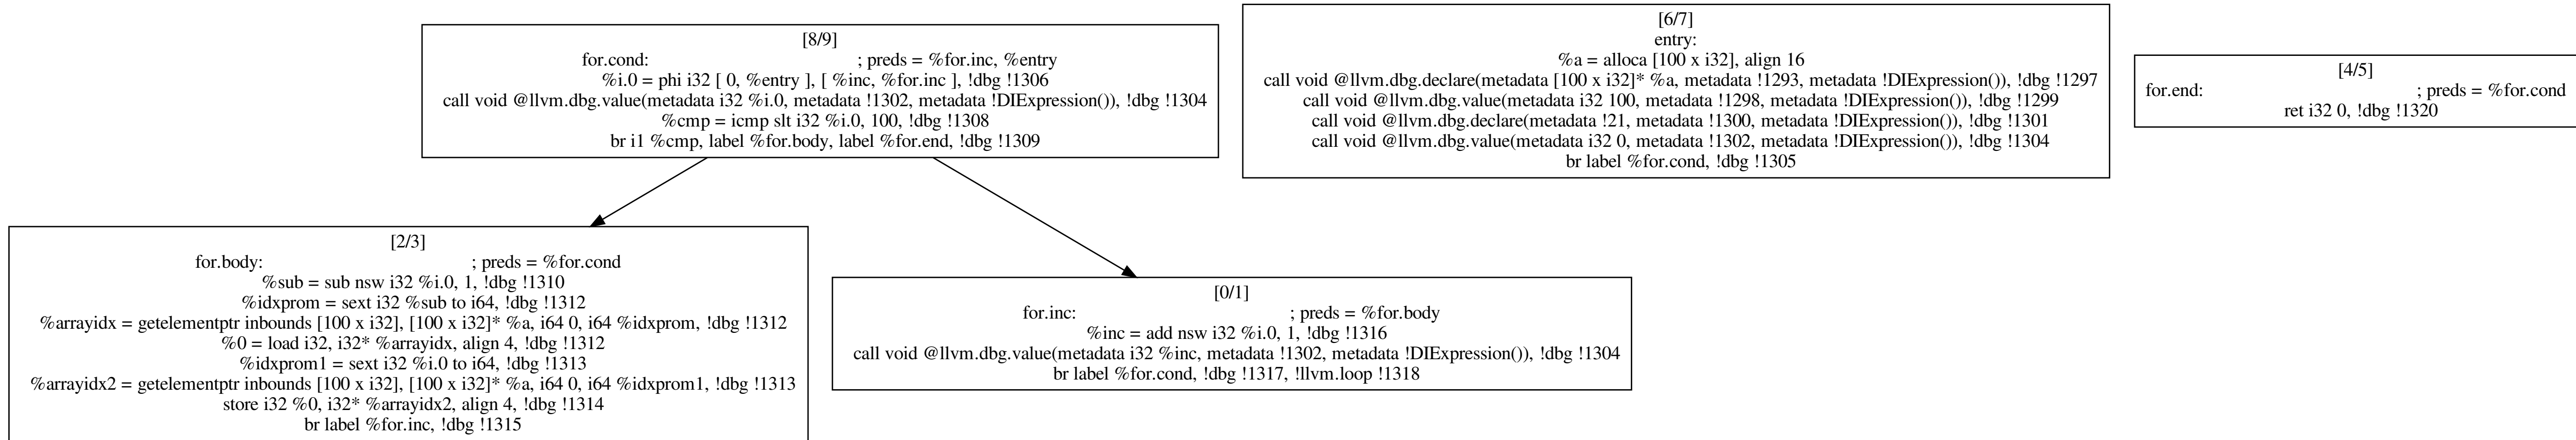 [8/9]
for.cond:                                             ; preds = %for.inc, %entry
%i.0 = phi i32 [ 0, %entry ], [ %inc, %for.inc ], !dbg !1306
call void @llvm.dbg.value(metadata i32 %i.0, metadata !1302, metadata !DIExpression()), !dbg !1304
%cmp = icmp slt i32 %i.0, 100, !dbg !1308
br i1 %cmp, label %for.body, label %for.end, !dbg !1309
[6/7]
entry:
%a = alloca [100 x i32], align 16
call void @llvm.dbg.declare(metadata [100 x i32]* %a, metadata !1293, metadata !DIExpression()), !dbg !1297
call void @llvm.dbg.value(metadata i32 100, metadata !1298, metadata !DIExpression()), !dbg !1299
call void @llvm.dbg.declare(metadata !21, metadata !1300, metadata !DIExpression()), !dbg !1301
call void @llvm.dbg.value(metadata i32 0, metadata !1302, metadata !DIExpression()), !dbg !1304
br label %for.cond, !dbg !1305
[4/5]
for.end:                                              ; preds = %for.cond
ret i32 0, !dbg !1320
[2/3]
for.body:                                             ; preds = %for.cond
%sub = sub nsw i32 %i.0, 1, !dbg !1310
%idxprom = sext i32 %sub to i64, !dbg !1312
%arrayidx = getelementptr inbounds [100 x i32], [100 x i32]* %a, i64 0, i64 %idxprom, !dbg !1312
%0 = load i32, i32* %arrayidx, align 4, !dbg !1312
%idxprom1 = sext i32 %i.0 to i64, !dbg !1313
%arrayidx2 = getelementptr inbounds [100 x i32], [100 x i32]* %a, i64 0, i64 %idxprom1, !dbg !1313
store i32 %0, i32* %arrayidx2, align 4, !dbg !1314
br label %for.inc, !dbg !1315
[0/1]
for.inc:                                              ; preds = %for.body
%inc = add nsw i32 %i.0, 1, !dbg !1316
call void @llvm.dbg.value(metadata i32 %inc, metadata !1302, metadata !DIExpression()), !dbg !1304
br label %for.cond, !dbg !1317, !llvm.loop !1318